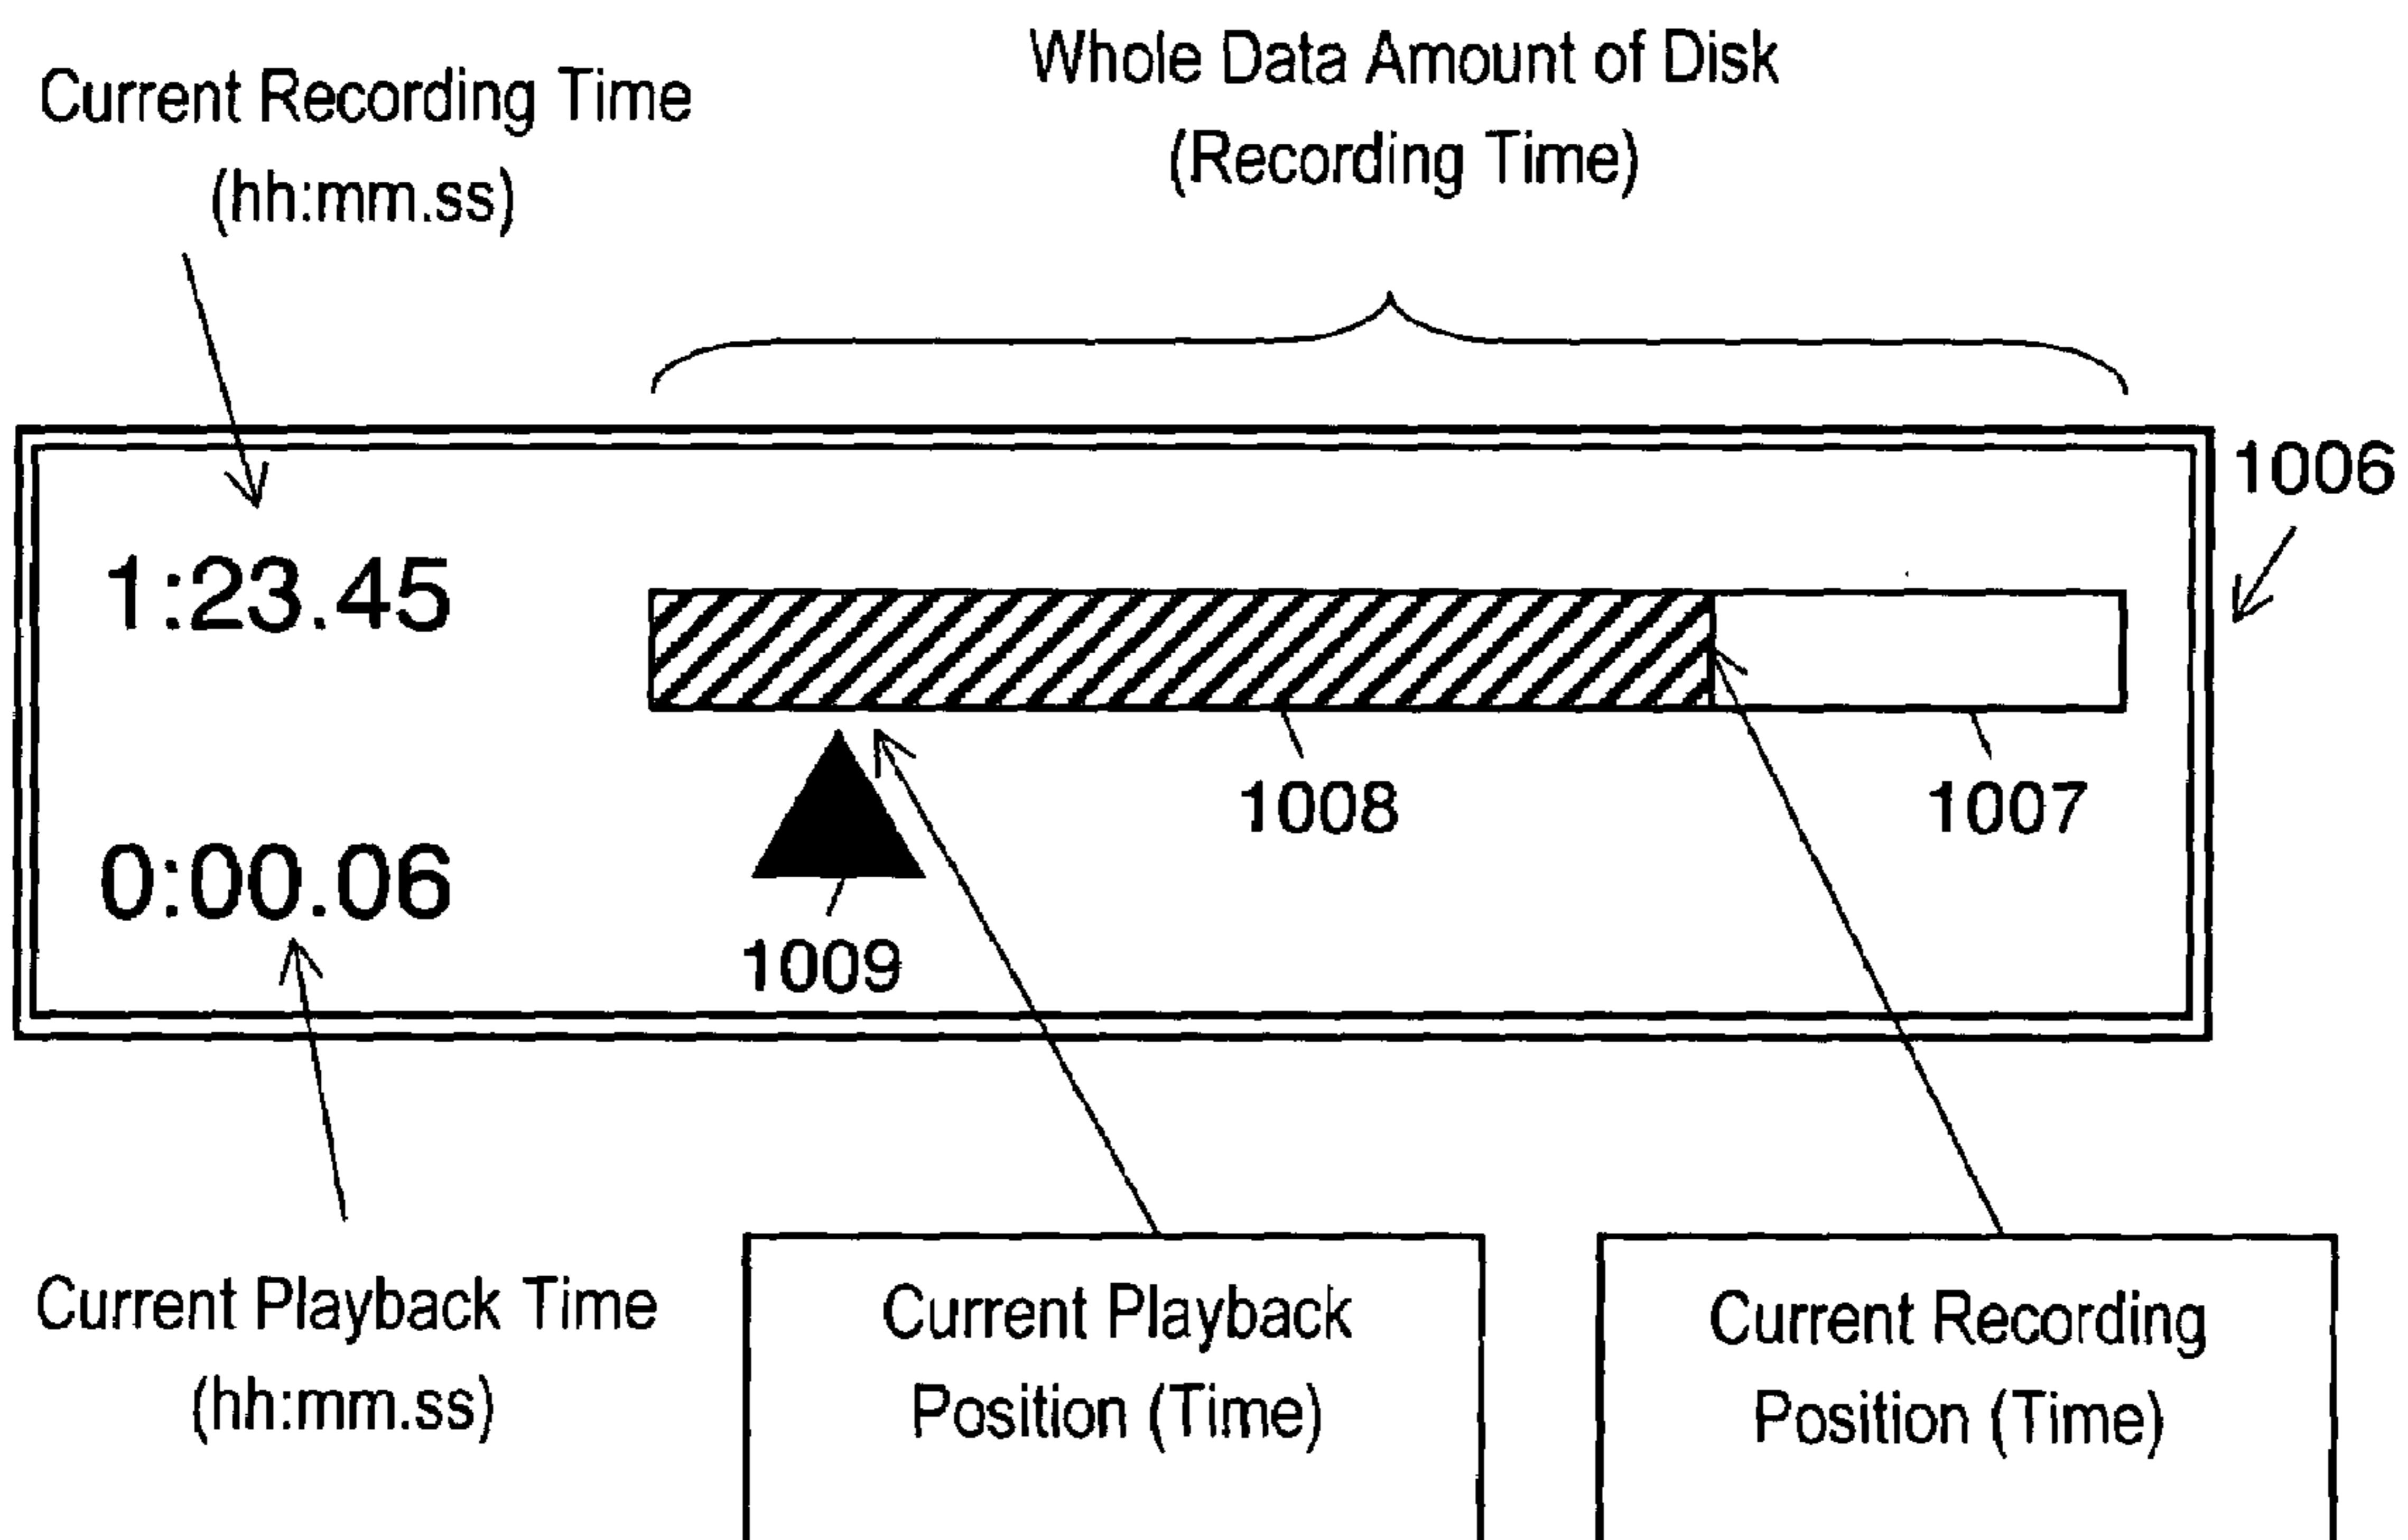 Whole Data Amount of Disk
(Recording Time)
Current Recording Time
(hh:mm.ss)
1006
1:23.45
1008
1007
0:00.06
1009
Current Playback Time
(hh:mm.ss)
Current Playback
Position (Time)
Current Recording
Position (Time)